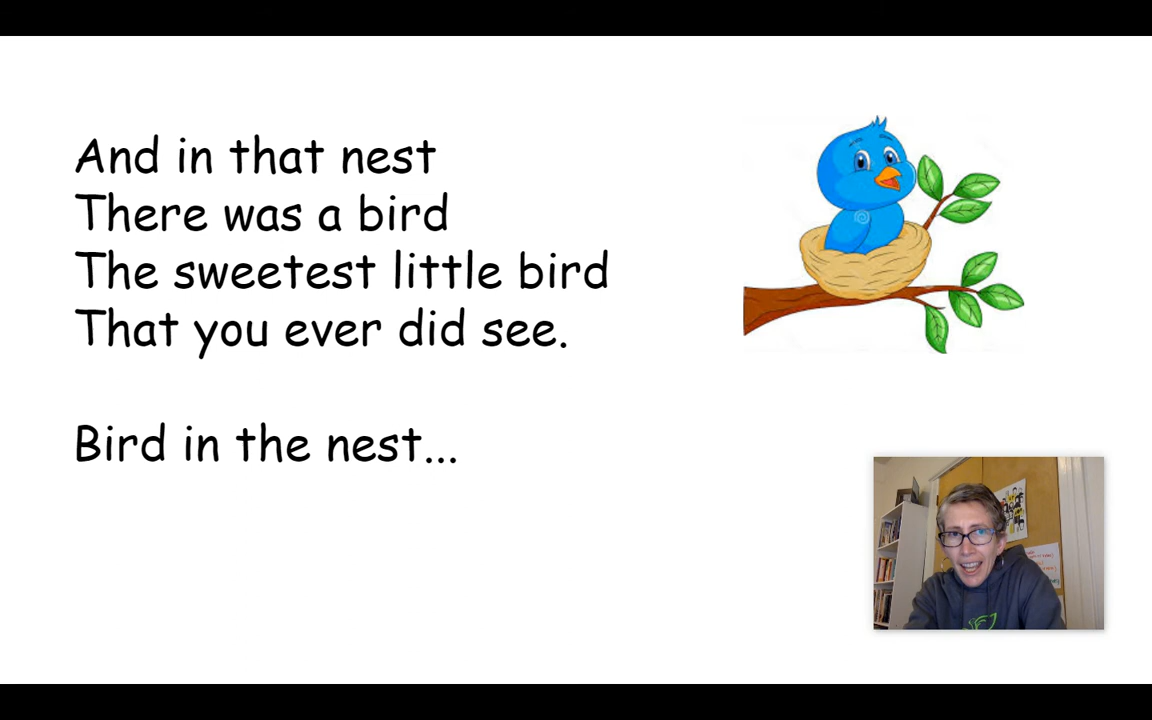 And in that nest
There was a bird
The sweetest little bird
That you ever did see.
Bird in the nest...